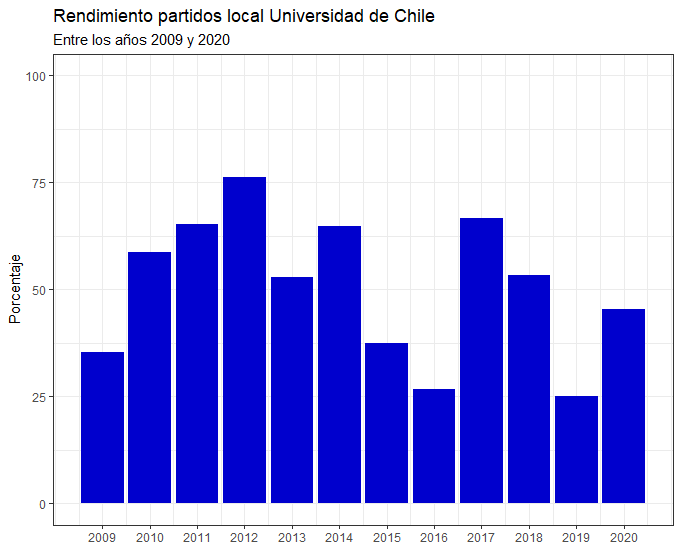 Rendimiento partidos local Universidad de Chile
Entre los años 2009 y 2020
100
75
50
25
0
Porcentaje
2009 2010 2011 2012 2013 2014 2015 2016 2017 2018 2019 2020